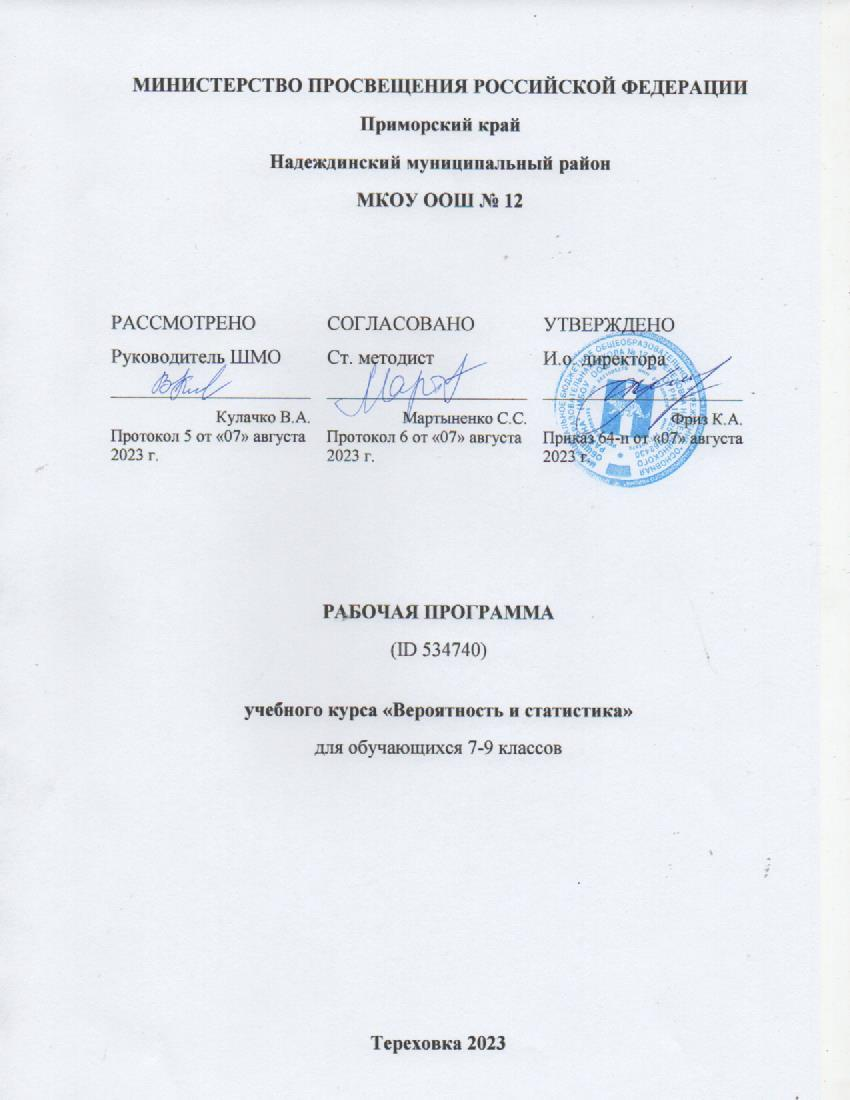 МИНИСТЕРСТВО ПРОСВЕЩЕНИЯ РОССИЙСКОЙ ФЕДЕРАЦИИ
Приморский край
Надеждинский муниципальный район
МКОУ ООШ № 12
РАССМОТРЕНО
Руководитель ШМО
Кулачко В.А.
Протокол 5 от «07» августа
2023 г.
СОГЛАСОВАНО
Ст. методист
Мартыненко С.С.
Протокол 6 от «07» августа
2023 г.
УТВЕРЖДЕНО
И.о. директора
Фриз К.А.
Приказ 64-п от «07» августа
2023 г.
РАБОЧАЯ ПРОГРАММА
(ID 534740)
учебного курса «Вероятность и статистика»
для обучающихся 7-9 классов
Тереховка 2023